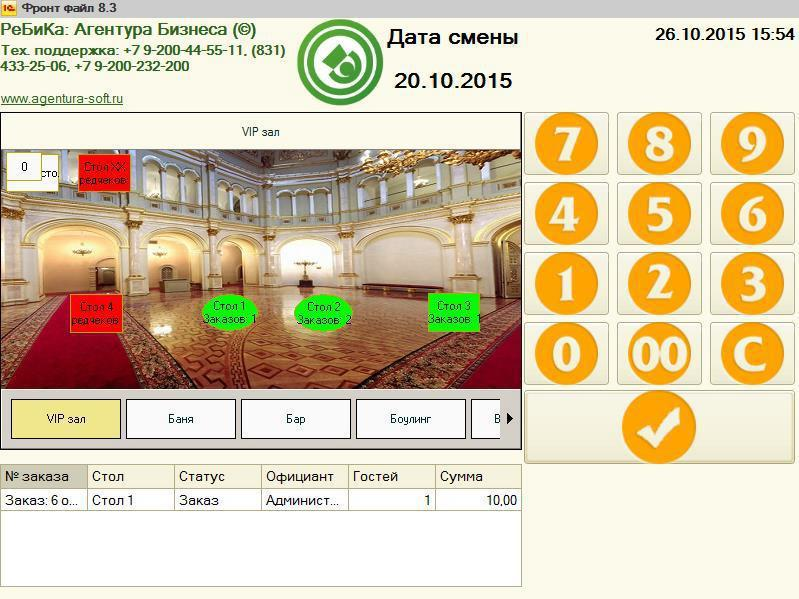 Фронт файл 8.3
РеБиКа: Агентура Бизнеса (©)
Тех. поддержка: +7 9-200-44-55-11, (831)
433-25-06, +7 9-200-232-200
www.agentura-soft.ru
Дата смены
20.10.2015
26.10.2015 15:54
VIP зал
0
Стол XX
редчеков:
Стол 4
редчеков:
Стол 1
Заказов: 1
Стол 2
Заказов: 2
Стол 3
Заказов: 1
VIP зал Баня Бар Боулинг В
7 8 9
4 5 6
1 2 3
0 00 C
№ заказа Стол Статус Официант Гостей Сумма
Заказ: 6 о... Стол 1 Заказ Админист... 1 10,00